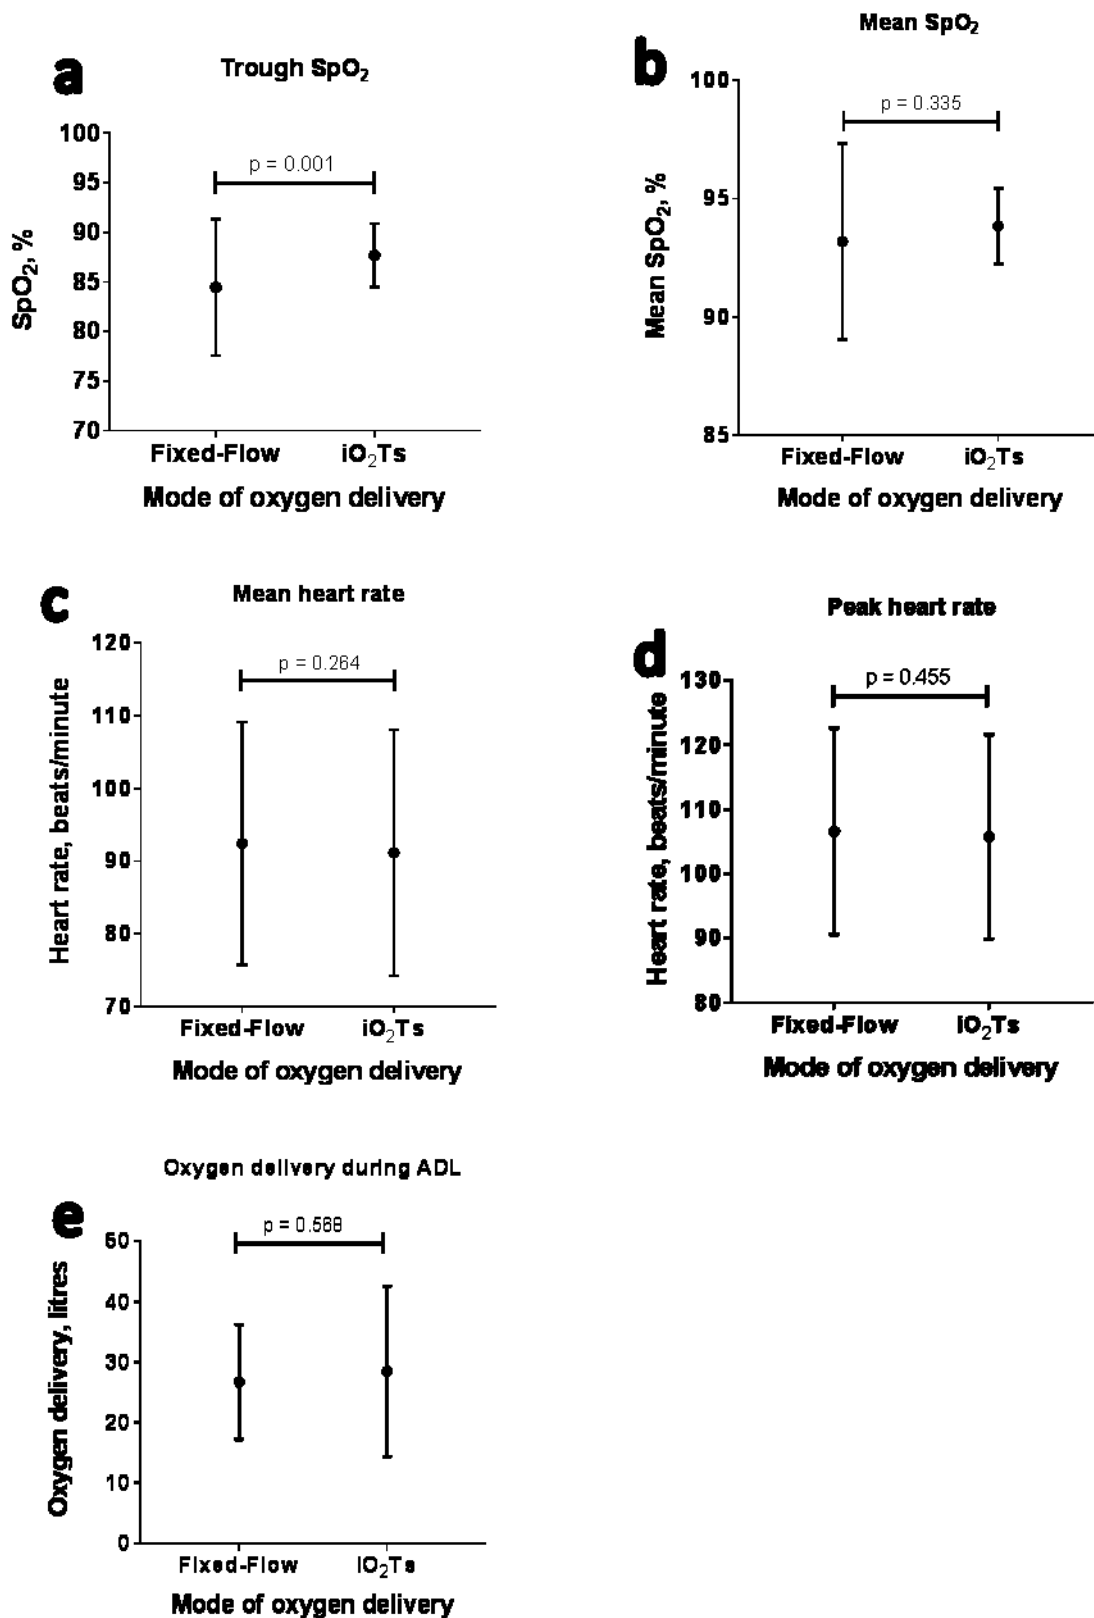 a
Trough SpO₂
p = 0.001
100
95
90
85
80
75
70
SpO₂, %
Fixed-Flow
iO₂Ts
Mode of oxygen delivery
b
Mean SpO₂
p = 0.335
100
95
90
85
Mean SpO₂, %
Fixed-Flow
iO₂Ts
Mode of oxygen delivery
c
Mean heart rate
p = 0.264
120
110
100
90
80
70
Heart rate, beats/minute
Fixed-Flow
iO₂Ts
Mode of oxygen delivery
d
Peak heart rate
p = 0.455
130
120
110
100
90
80
Heart rate, beats/minute
Fixed-Flow
iO₂Ts
Mode of oxygen delivery
e
Oxygen delivery during ADL
p = 0.568
50
40
30
20
10
0
Oxygen delivery, litres
Fixed-Flow
iO₂Ts
Mode of oxygen delivery